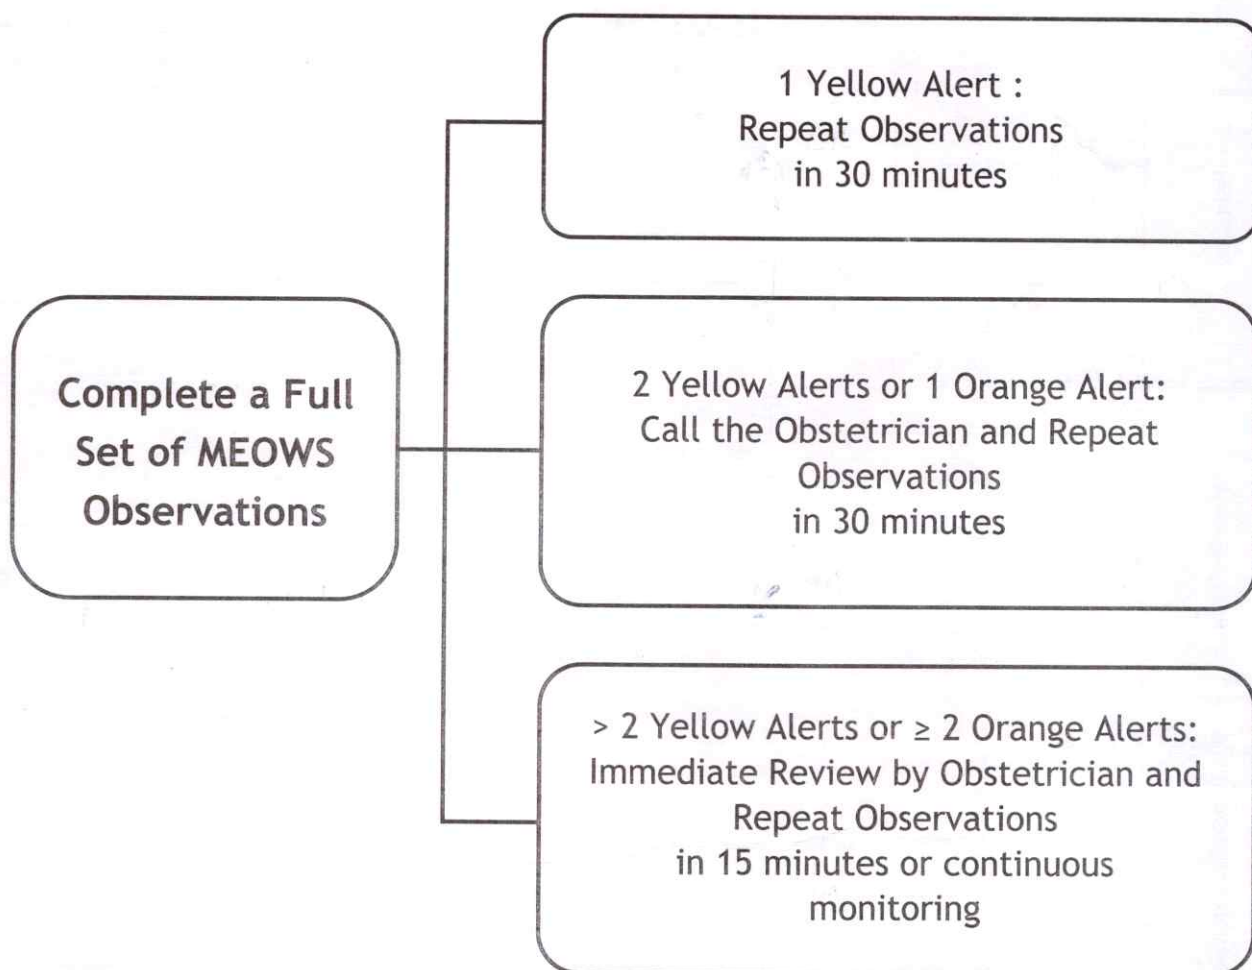 1 Yellow Alert :
Repeat Observations
in 30 minutes
Complete a Full
Set of MEOWS
Observations
2 Yellow Alerts or 1 Orange Alert:
Call the Obstetrician and Repeat
Observations
in 30 minutes
> 2 Yellow Alerts or ≥ 2 Orange Alerts:
Immediate Review by Obstetrician and
Repeat Observations
in 15 minutes or continuous
monitoring